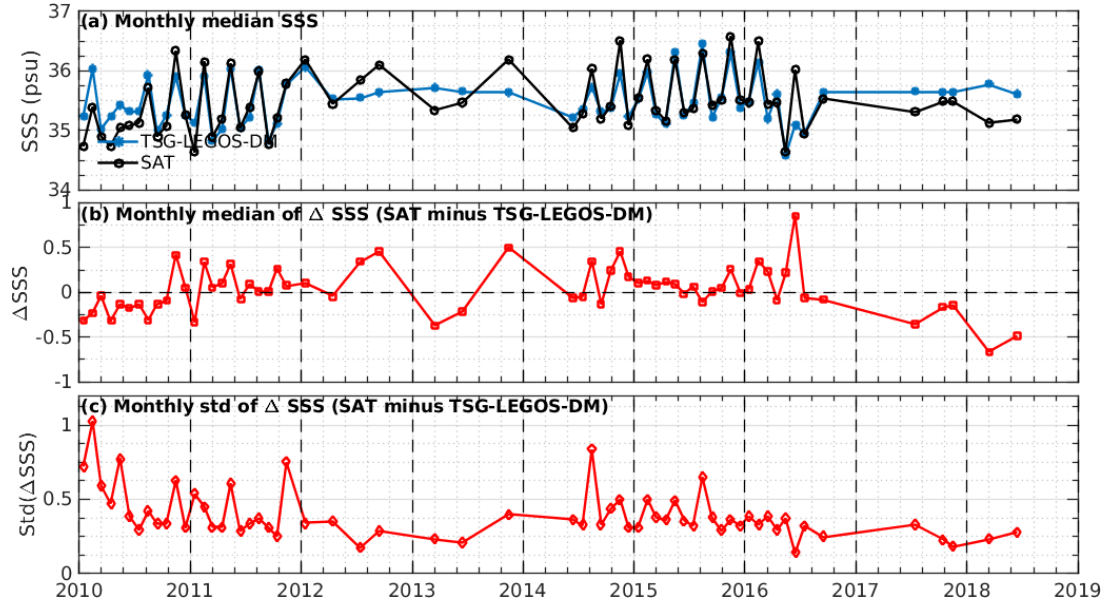 (a) Monthly median SSS
37
36
35
34
SSS (psu)
TSG-LEGOS-DM
SAT
(b) Monthly median of Δ SSS (SAT minus TSG-LEGOS-DM)
1
0.5
0
-0.5
-1
ΔSSS
(c) Monthly std of Δ SSS (SAT minus TSG-LEGOS-DM)
1
0.5
0
Std(ΔSSS)
2010 2011 2012 2013 2014 2015 2016 2017 2018 2019